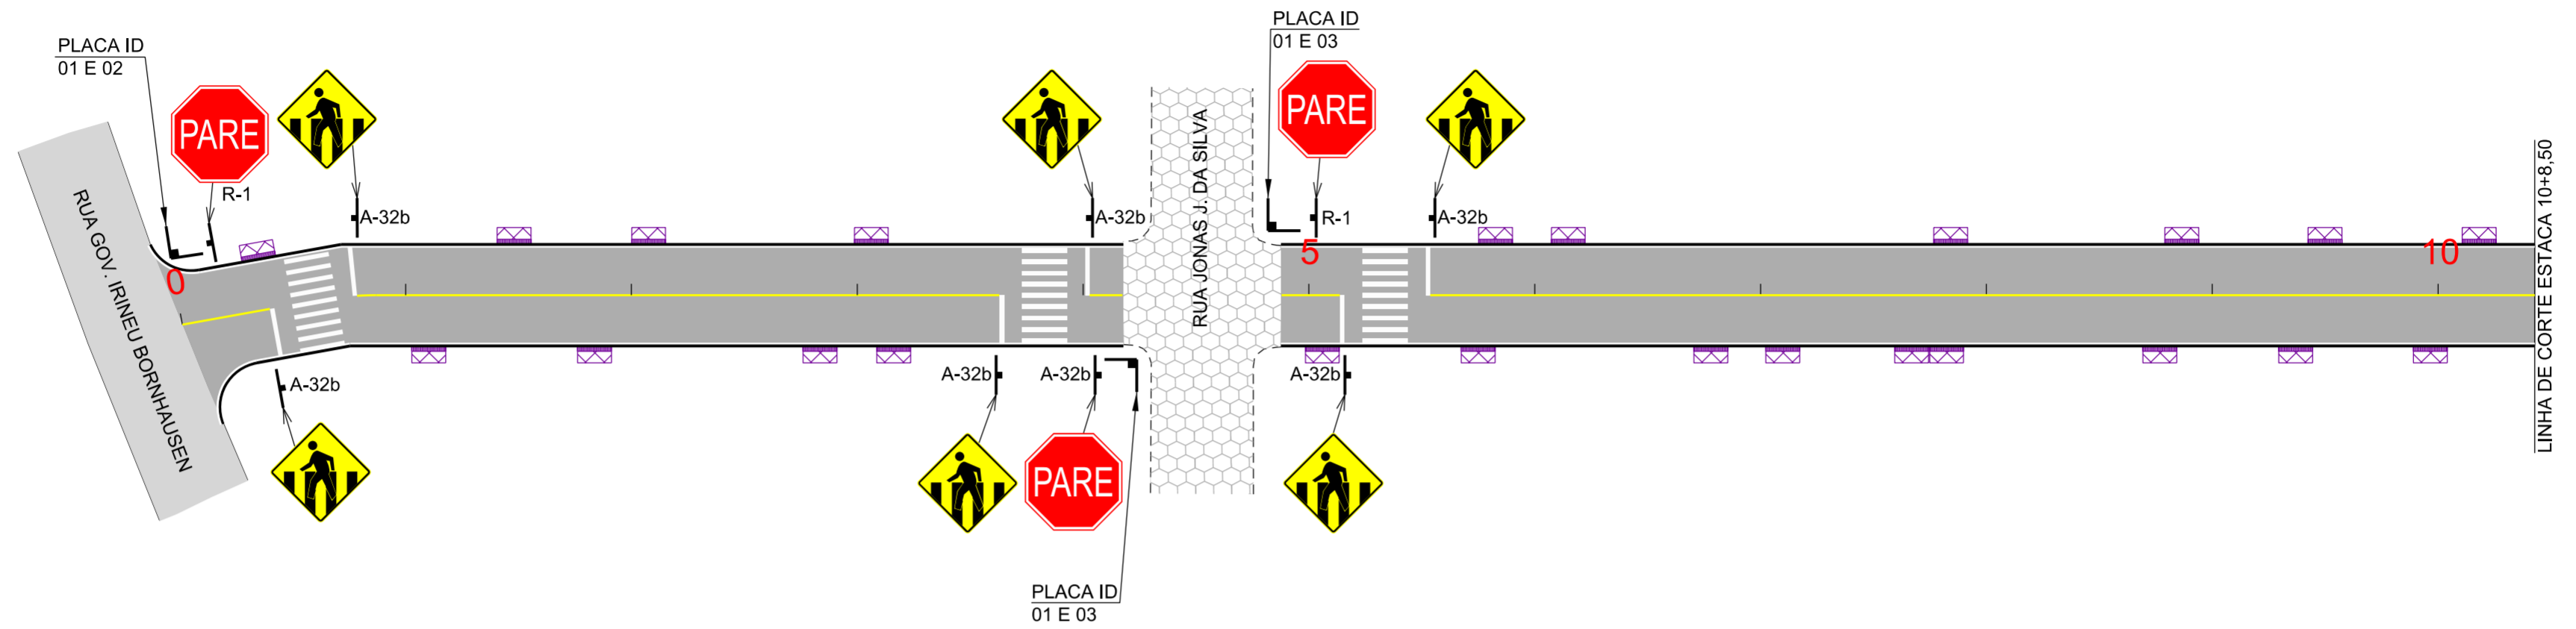 PLACA ID
01 E 02
PARE
R-1
A-32b
RUA GOV. IRINEU BORNHAUSEN
0
A-32b
A-32b
RUA JONAS J. DA SILVA
PLACA ID
01 E 03
PARE
R-1
A-32b
5
10
LINHA DE CORTE ESTACA 10+8,50
A-32b
A-32b
PARE
A-32b
PLACA ID
01 E 03